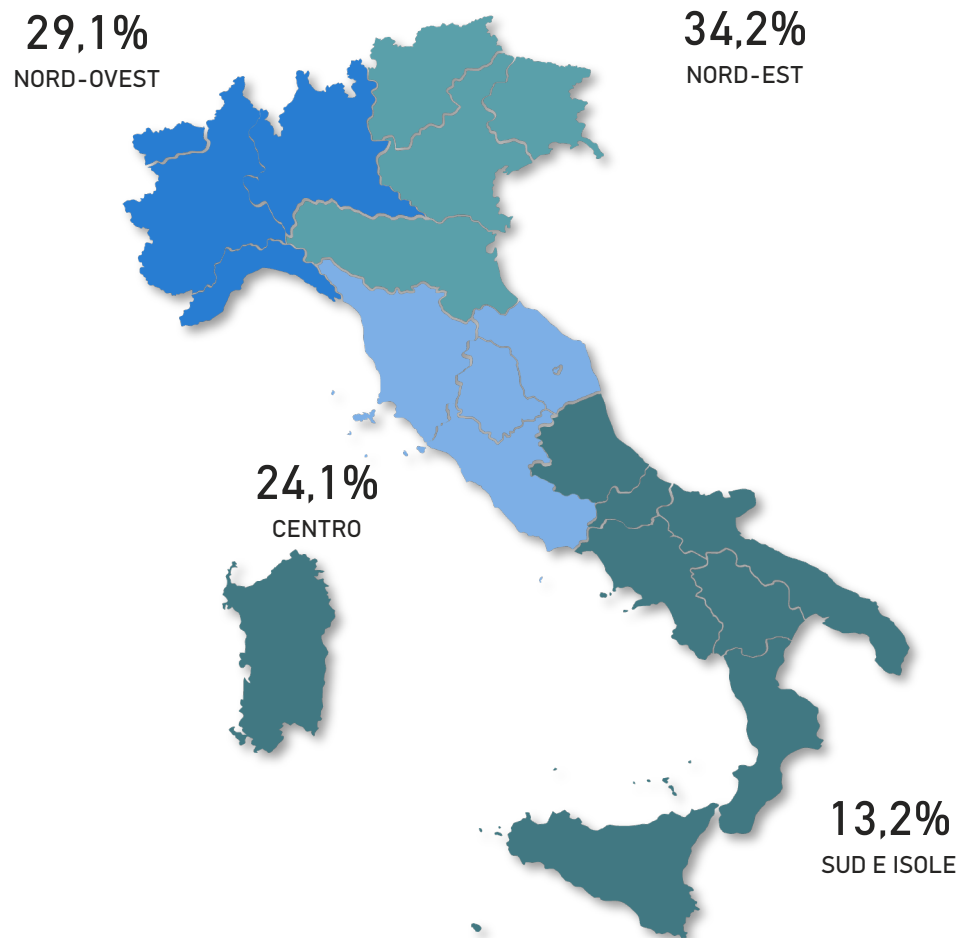 29,1%
NORD-OVEST
34,2%
NORD-EST
24,1%
CENTRO
13,2%
SUD E ISOLE